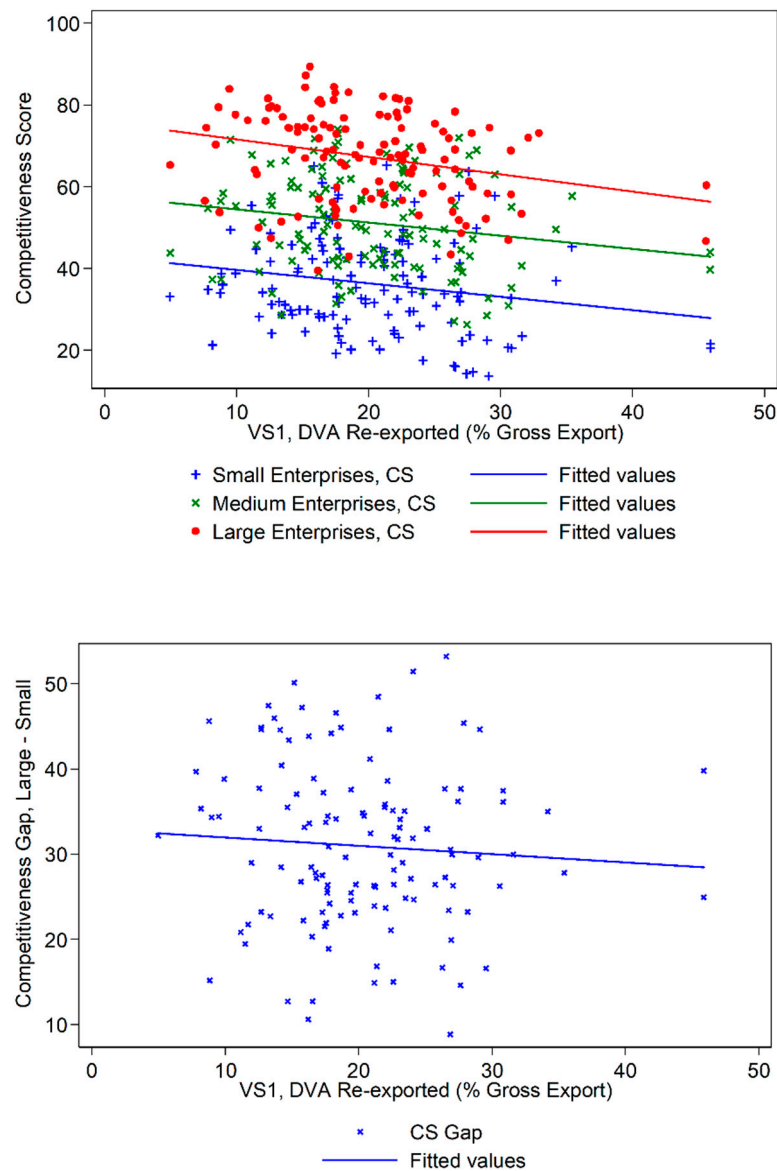 100
80
60
40
20
Competitiveness Score
0 10 20 30 40 50
VS1, DVA Re-exported (% Gross Export)
Small Enterprises, CS Fitted values
Medium Enterprises, CS Fitted values
Large Enterprises, CS Fitted values
50
40
30
20
10
Competitiveness Gap, Large - Small
0 10 20 30 40 50
VS1, DVA Re-exported (% Gross Export)
CS Gap
Fitted values